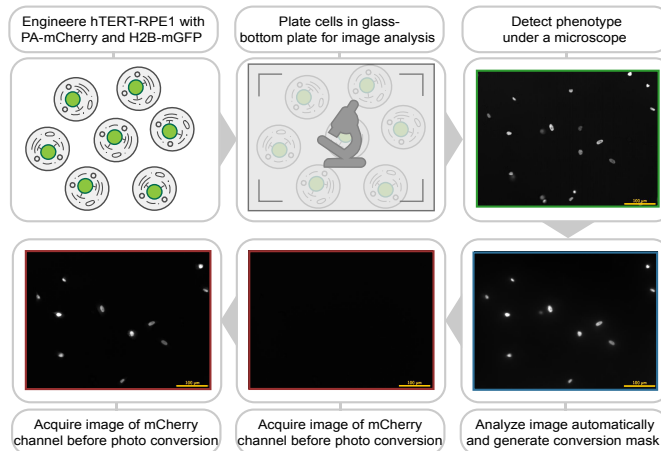 Engineere hTERT-RPE1 with
PA-mCherry and H2B-mGFP
Plate cells in glass-
bottom plate for image analysis
Detect phenotype
under a microscope
100 µm
100 µm
100 µm
100 µm
Acquire image of mCherry
channel before photo conversion
Acquire image of mCherry
channel before photo conversion
Analyze image automatically
and generate conversion mask